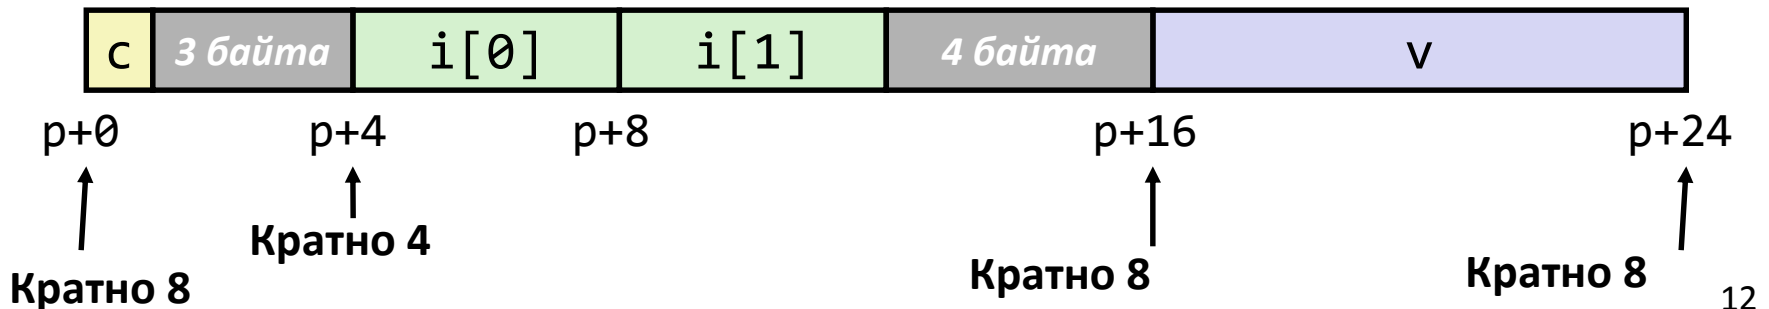 c 3 байта i[0] i[1] 4 байта v
p+0 p+4 p+8 p+16 p+24
Кратно 4
Кратно 8 Кратно 8 Кратно 8
12